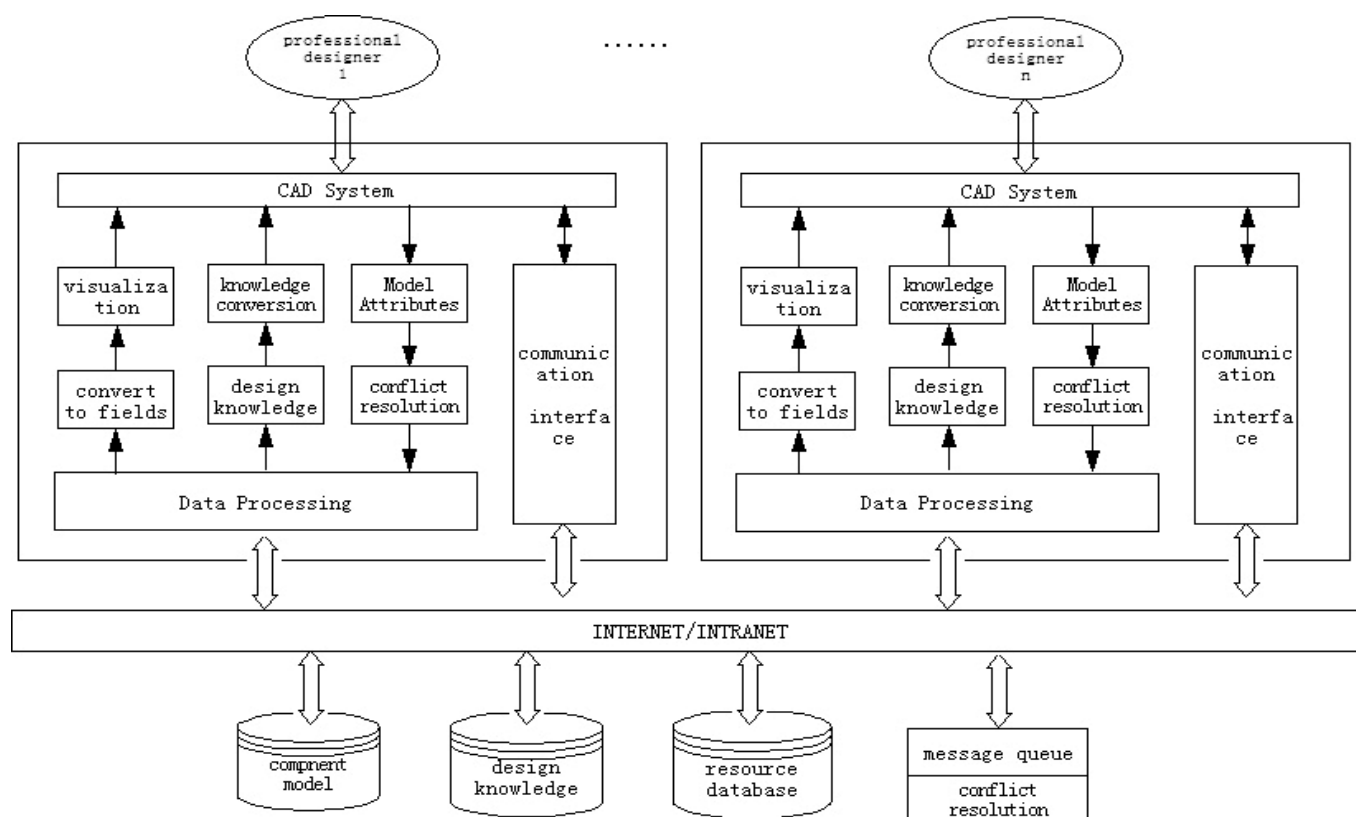 professional
designer
1
......
professional
designer
n
CAD System
visualiza
tion
knowledge
conversion
Model
Attributes
communic
ation
interfa
ce
convert
to fields
design
knowledge
conflict
resolution
Data Processing
CAD System
visualiza
tion
knowledge
conversion
Model
Attributes
communic
ation
interfa
ce
convert
to fields
design
knowledge
conflict
resolution
Data Processing
INTERNET/INTRANET
compnent
model
design
knowledge
resource
database
message queue
conflict
resolution